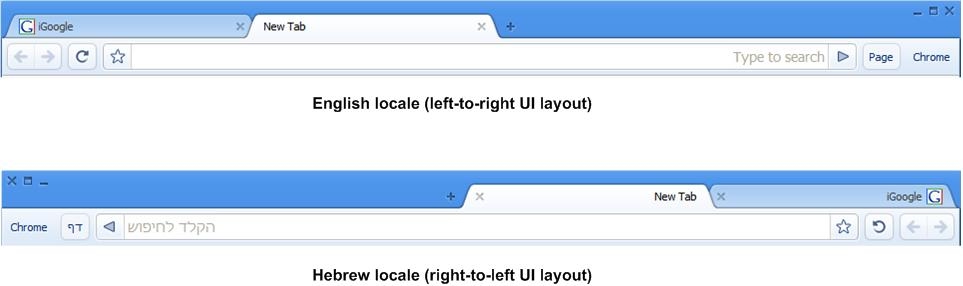 iGoogle New Tab
Type to search Page Chrome
English locale (left-to-right UI layout)
New Tab iGoogle
Chrome דף הקלד לחיפוש
Hebrew locale (right-to-left UI layout)